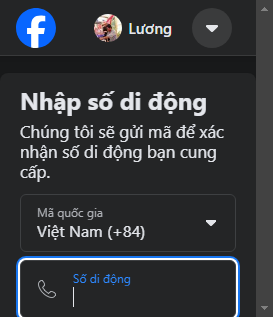 Lương
Nhập số di động
Chúng tôi sẽ gửi mã để xác
nhận số di động bạn cung
cấp.
Mã quốc gia
Việt Nam (+84)
Số di động